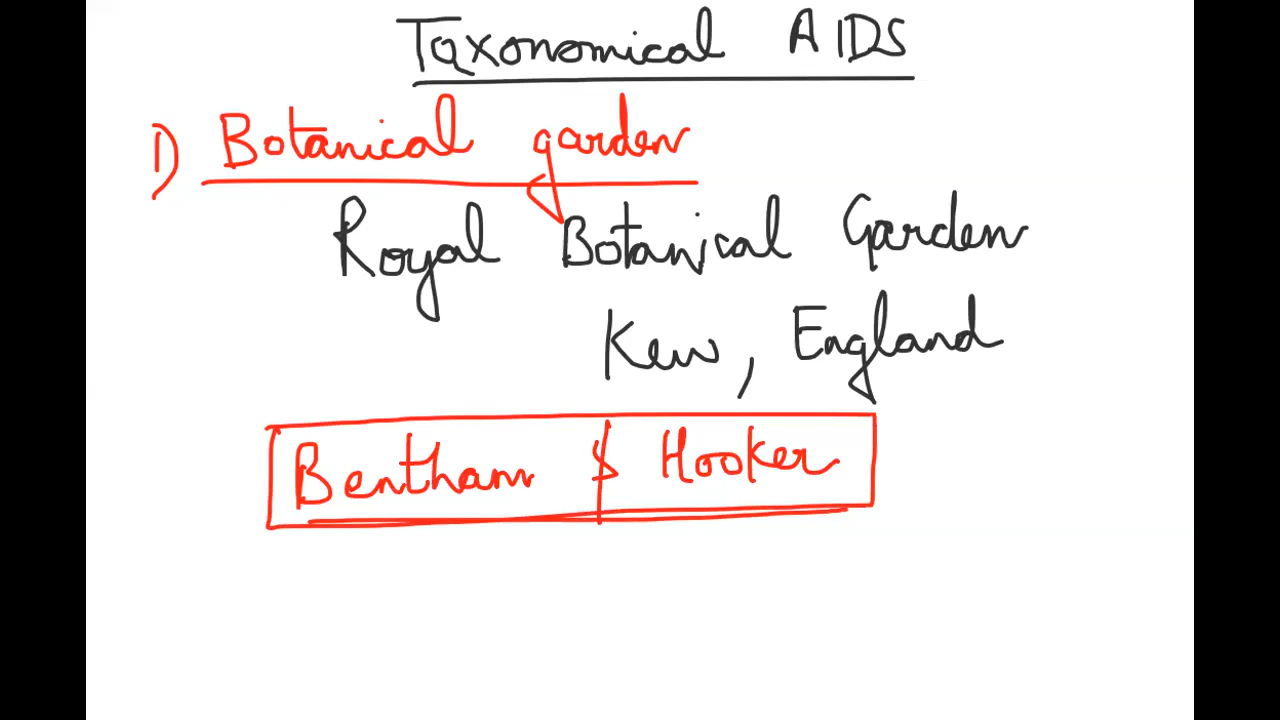 Taxonomical AIDS
1) Botanical garden
Royal Botanical Garden
Kew, England
Bentham & Hooker